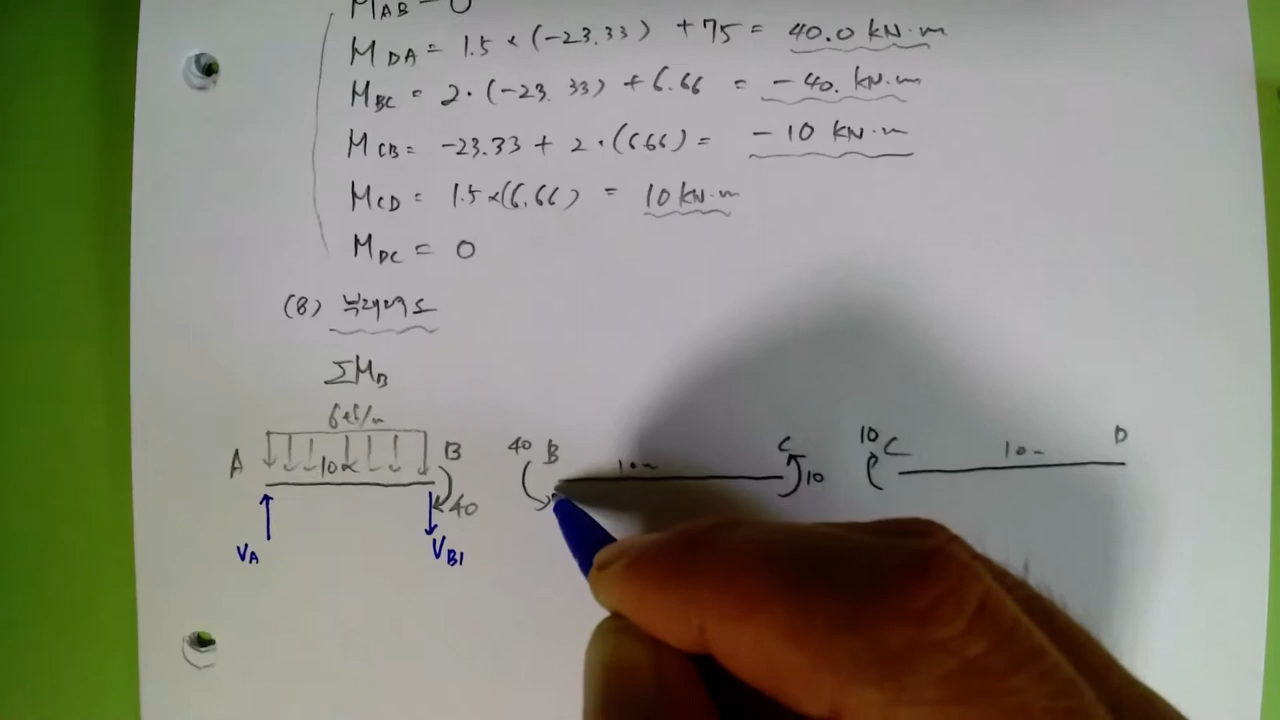 M_AB = 0
M_DA = 1.5 × (-23.33) + 75 = 40.0 kN·m
M_BC = 2·(-23.33) + 6.66 = -40. kN·m
M_CB = -23.33 + 2·(6.66) = -10 kN·m
M_CD = 1.5 × (6.66) = 10 kN·m
M_DC = 0
(8)
ΣM_B
A 10m B 40
40 B 10m C 10
10 C 10m D
V_A V_B1